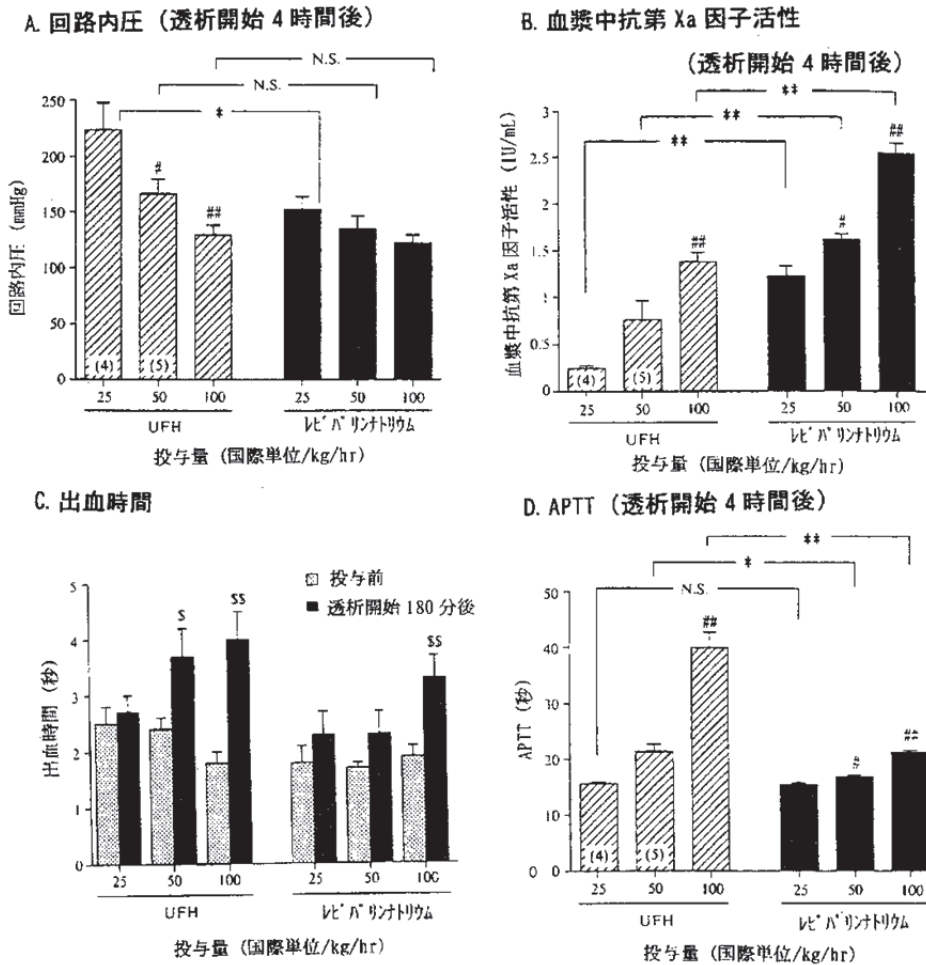 A. 回路内圧 (透析開始 4 時間後)
N.S.
N.S.
*
250
200
150
100
50
0
回路内圧 (mmHg)
#
##
(4)
(5)
25 50 100 25 50 100
UFH レピパリンナトリウム
投与量 (国際単位/kg/hr)
B. 血漿中抗第 Xa 因子活性
(透析開始 4 時間後)
**
**
**
3
2.5
2
1.5
1
0.5
0
血漿中抗第 Xa 因子活性 (IU/mL)
##
#
##
(4)
(5)
25 50 100 25 50 100
UFH レピパリンナトリウム
投与量 (国際単位/kg/hr)
C. 出血時間
投与前
透析開始 180 分後
5
4
3
2
1
0
出血時間 (秒)
$
$$
$$
25 50 100 25 50 100
UFH レピパリンナトリウム
投与量 (国際単位/kg/hr)
D. APTT (透析開始 4 時間後)
**
*
N.S.
50
40
30
20
10
0
APTT (秒)
##
#
##
(4)
(5)
0 25 50 100 25 50 100
UFH レピパリンナトリウム
投与量 (国際単位/kg/hr)